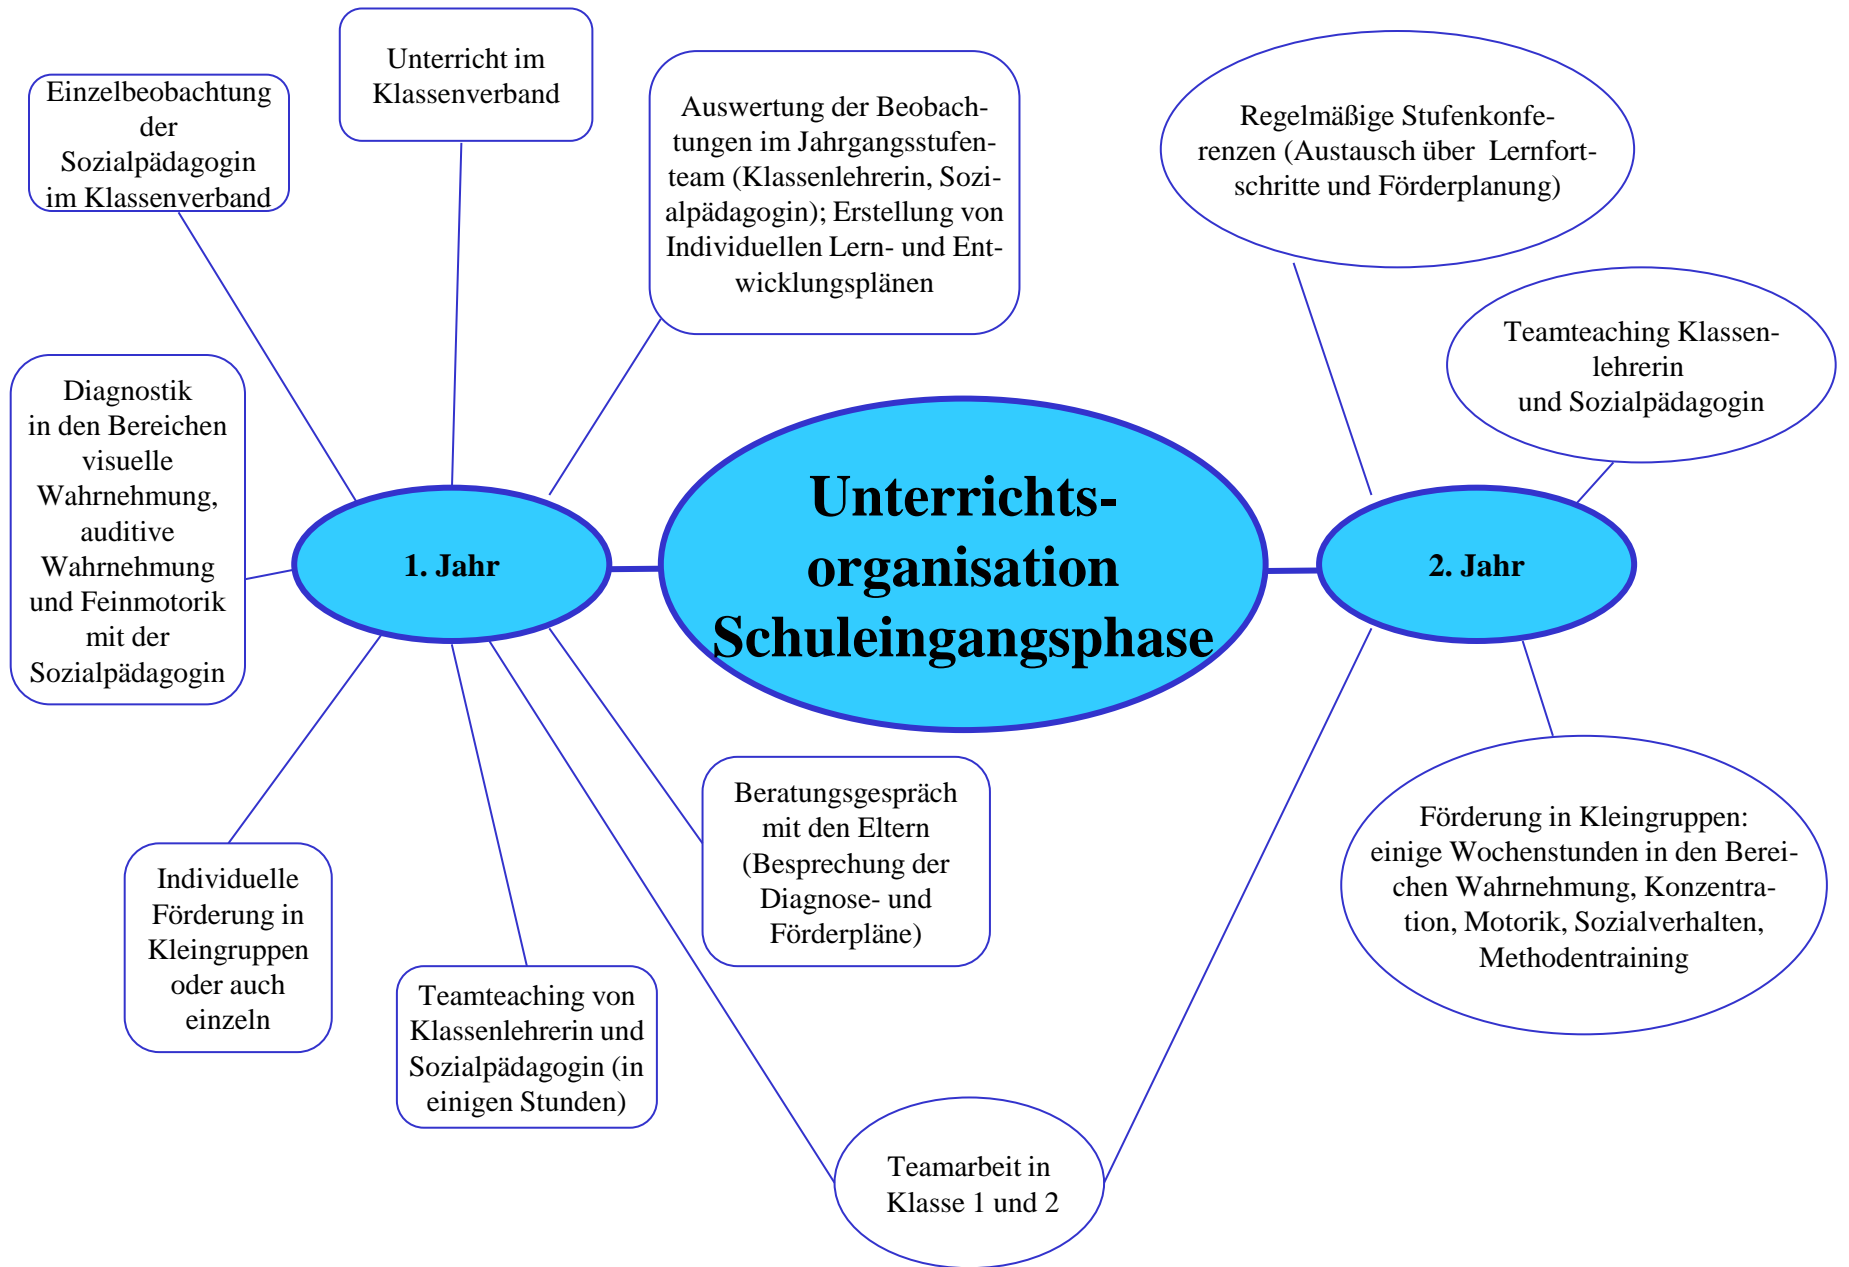 Unterricht im
Klassenverband
Einzelbeobachtung
der
Sozialpädagogin
im Klassenverband
Auswertung der Beobach-
tungen im Jahrgangsstufen-
team (Klassenlehrerin, Sozi-
alpädagogin); Erstellung von
Individuellen Lern- und Ent-
wicklungsplänen
Regelmäßige Stufenkonfe-
renzen (Austausch über Lernfort-
schritte und Förderplanung)
Teamteaching Klassen-
lehrerin
und Sozialpädagogin
Diagnostik
in den Bereichen
visuelle
Wahrnehmung,
auditive
Wahrnehmung
und Feinmotorik
mit der
Sozialpädagogin
1. Jahr
Unterrichts-
organisation
Schuleingangsphase
2. Jahr
Beratungsgespräch
mit den Eltern
(Besprechung der
Diagnose- und
Förderpläne)
Förderung in Kleingruppen:
einige Wochenstunden in den Berei-
chen Wahrnehmung, Konzentra-
tion, Motorik, Sozialverhalten,
Methodentraining
Individuelle
Förderung in
Kleingruppen
oder auch
einzeln
Teamteaching von
Klassenlehrerin und
Sozialpädagogin (in
einigen Stunden)
Teamarbeit in
Klasse 1 und 2